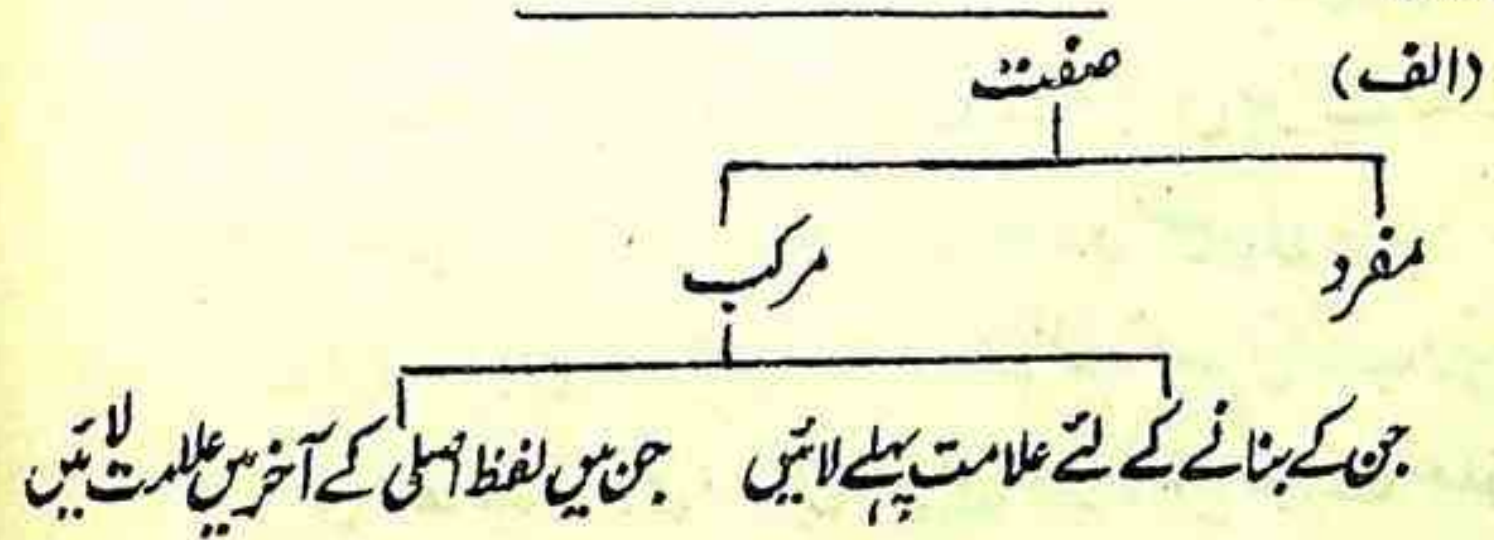 (الف) صفت
مفرد مرکب
جن کے بنانے کے لئے علامت پہلے لائیں جن میں لفظ اصلی کے آخر میں علامت لائیں